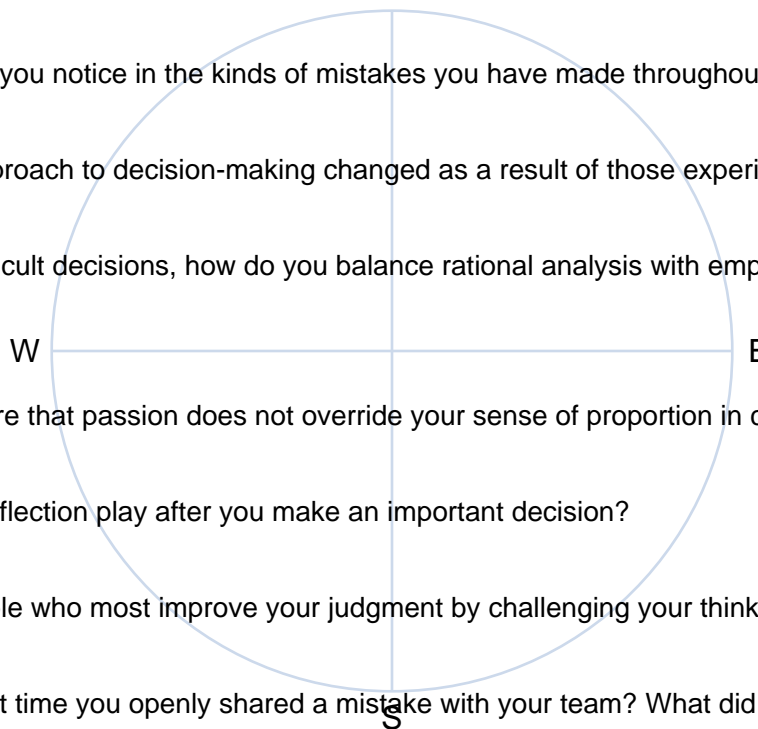 you notice in the kinds of mistakes you have made throughou
roach to decision-making changed as a result of those experi
cult decisions, how do you balance rational analysis with emp
W
re that passion does not override your sense of proportion in
flection play after you make an important decision?
le who most improve your judgment by challenging your think
t time you openly shared a mistake with your team? What did
S